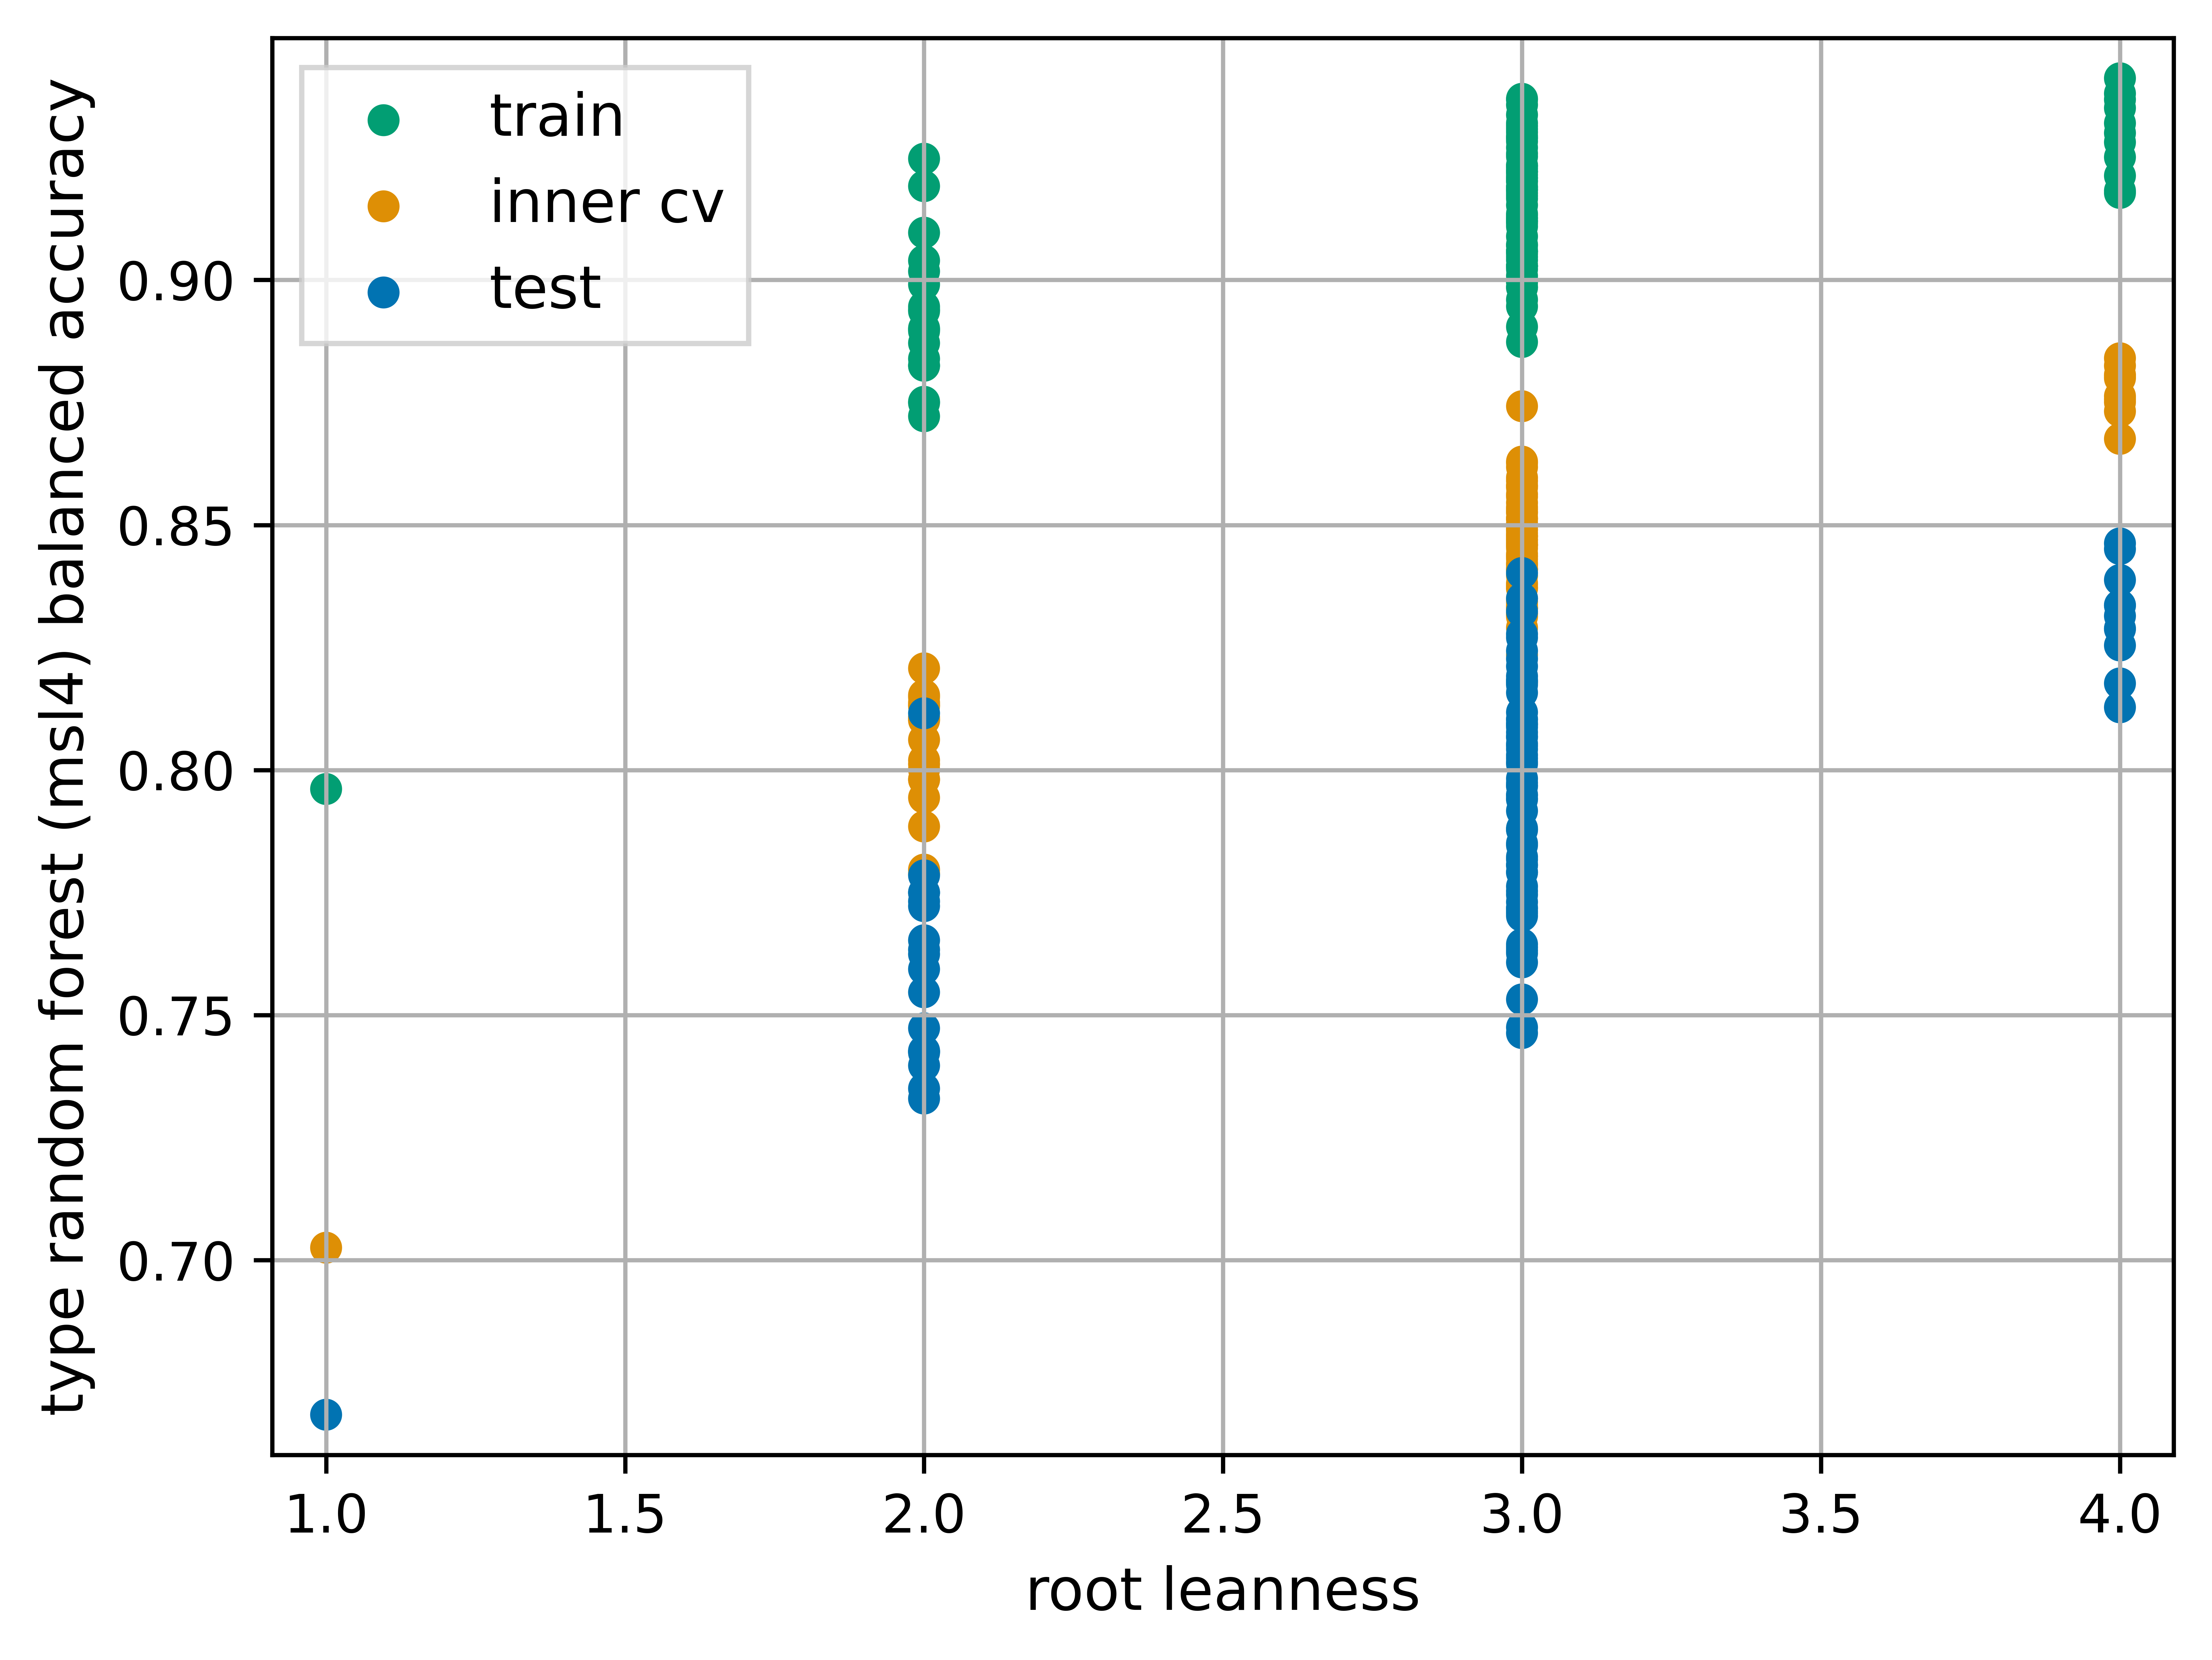 type random forest (msl4) balanced accuracy
train
inner cv
test
0.90
0.85
0.80
0.75
0.70
1.0 1.5 2.0 2.5 3.0 3.5 4.0
root leanness